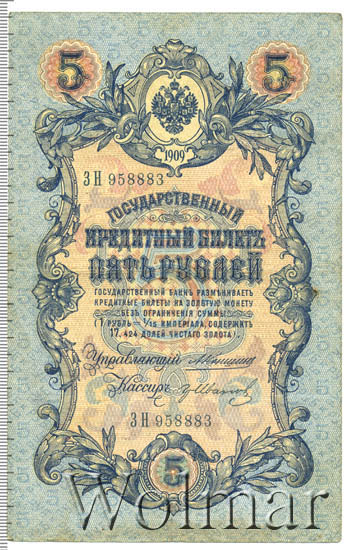 5 5
1909
ЗН 958883
ГОСУДАРСТВЕННЫЙ
КРЕДИТНЫЙ БИЛЕТЪ
ПЯТЬ РУБЛЕЙ
ГОСУДАРСТВЕННЫЙ БАНКЪ РАЗМѢНИВАЕТЪ
КРЕДИТНЫЕ БИЛЕТЫ НА ЗОЛОТУЮ МОНЕТУ
БЕЗЪ ОГРАНИЧЕНІЯ СУММЫ
(1 РУБЛЬ = 1/15 ИМПЕРІАЛА, СОДЕРЖИТЪ
17,424 ДОЛЕЙ ЧИСТАГО ЗОЛОТА).
Управляющій
Кассиръ
ЗН 958883
5
Wolmar